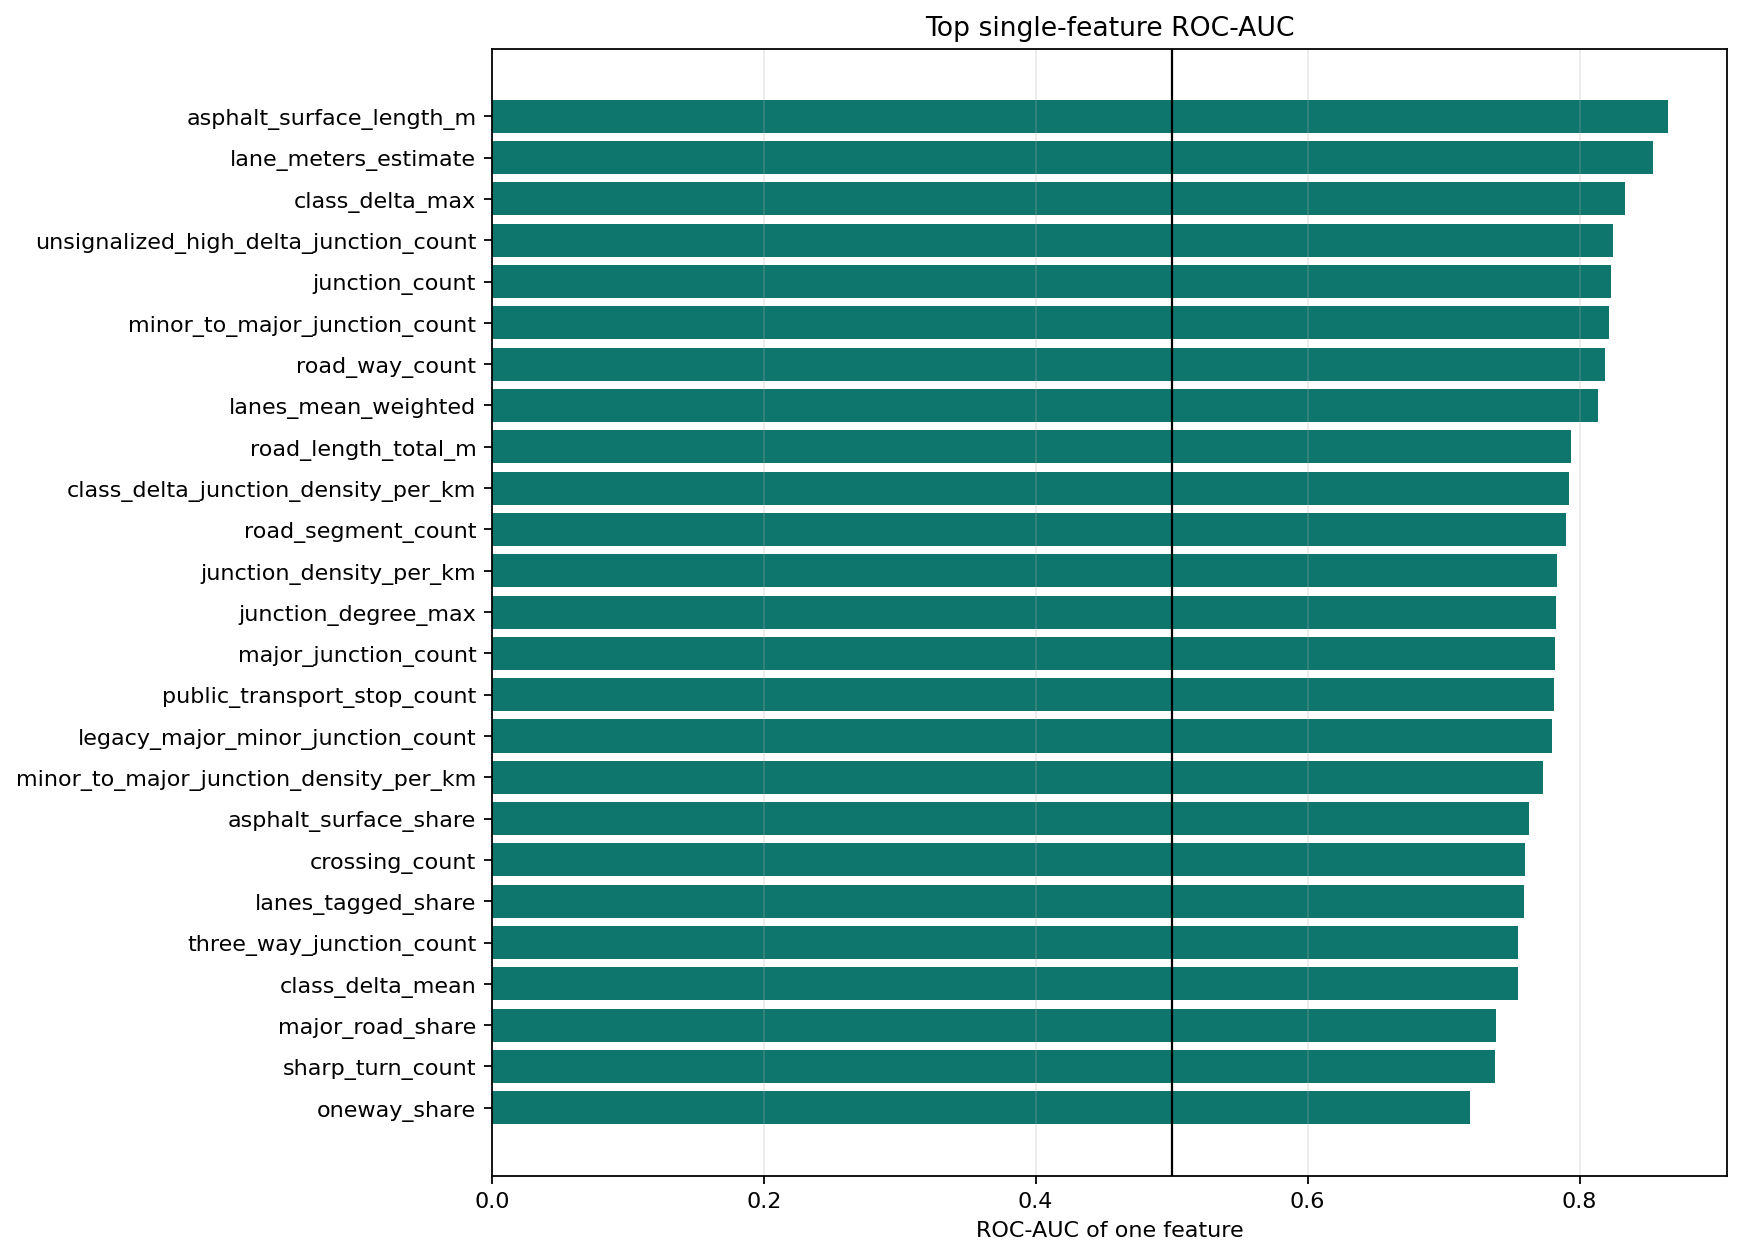 Top single-feature ROC-AUC
asphalt_surface_length_m
lane_meters_estimate
class_delta_max
unsignalized_high_delta_junction_count
junction_count
minor_to_major_junction_count
road_way_count
lanes_mean_weighted
road_length_total_m
class_delta_junction_density_per_km
road_segment_count
junction_density_per_km
junction_degree_max
major_junction_count
public_transport_stop_count
legacy_major_minor_junction_count
minor_to_major_junction_density_per_km
asphalt_surface_share
crossing_count
lanes_tagged_share
three_way_junction_count
class_delta_mean
major_road_share
sharp_turn_count
oneway_share
0.0 0.2 0.4 0.6 0.8
ROC-AUC of one feature